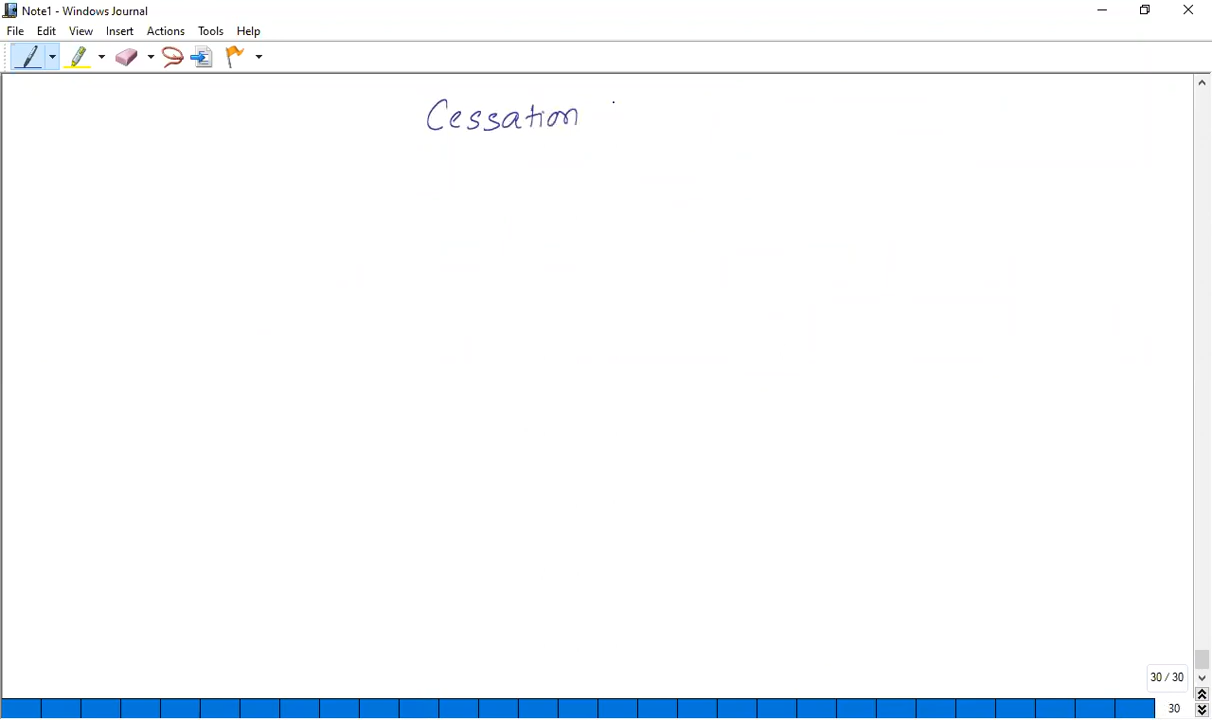 Note1 - Windows Journal
File Edit View Insert Actions Tools Help
Cessation
30 / 30
30